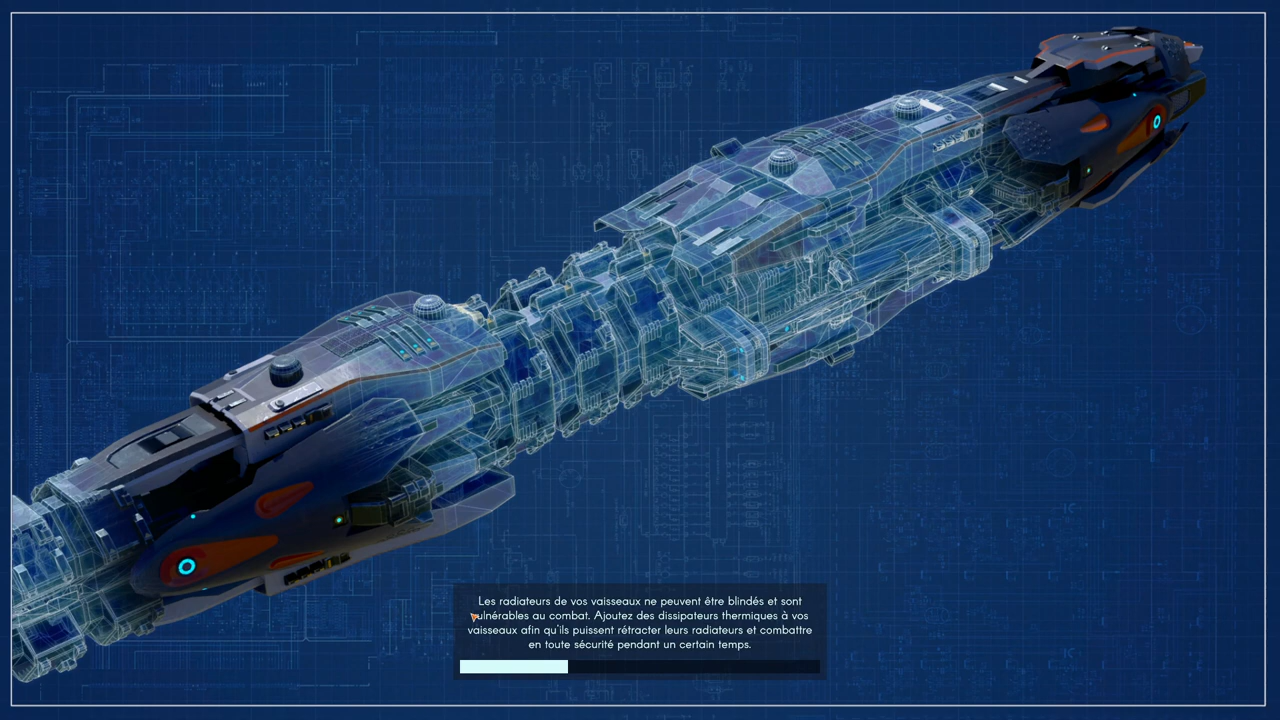 Les radiateurs de vos vaisseaux ne peuvent être blindés et sont
vulnérables au combat. Ajoutez des dissipateurs thermiques à vos
vaisseaux afin qu'ils puissent rétracter leurs radiateurs et combattre
en toute sécurité pendant un certain temps.